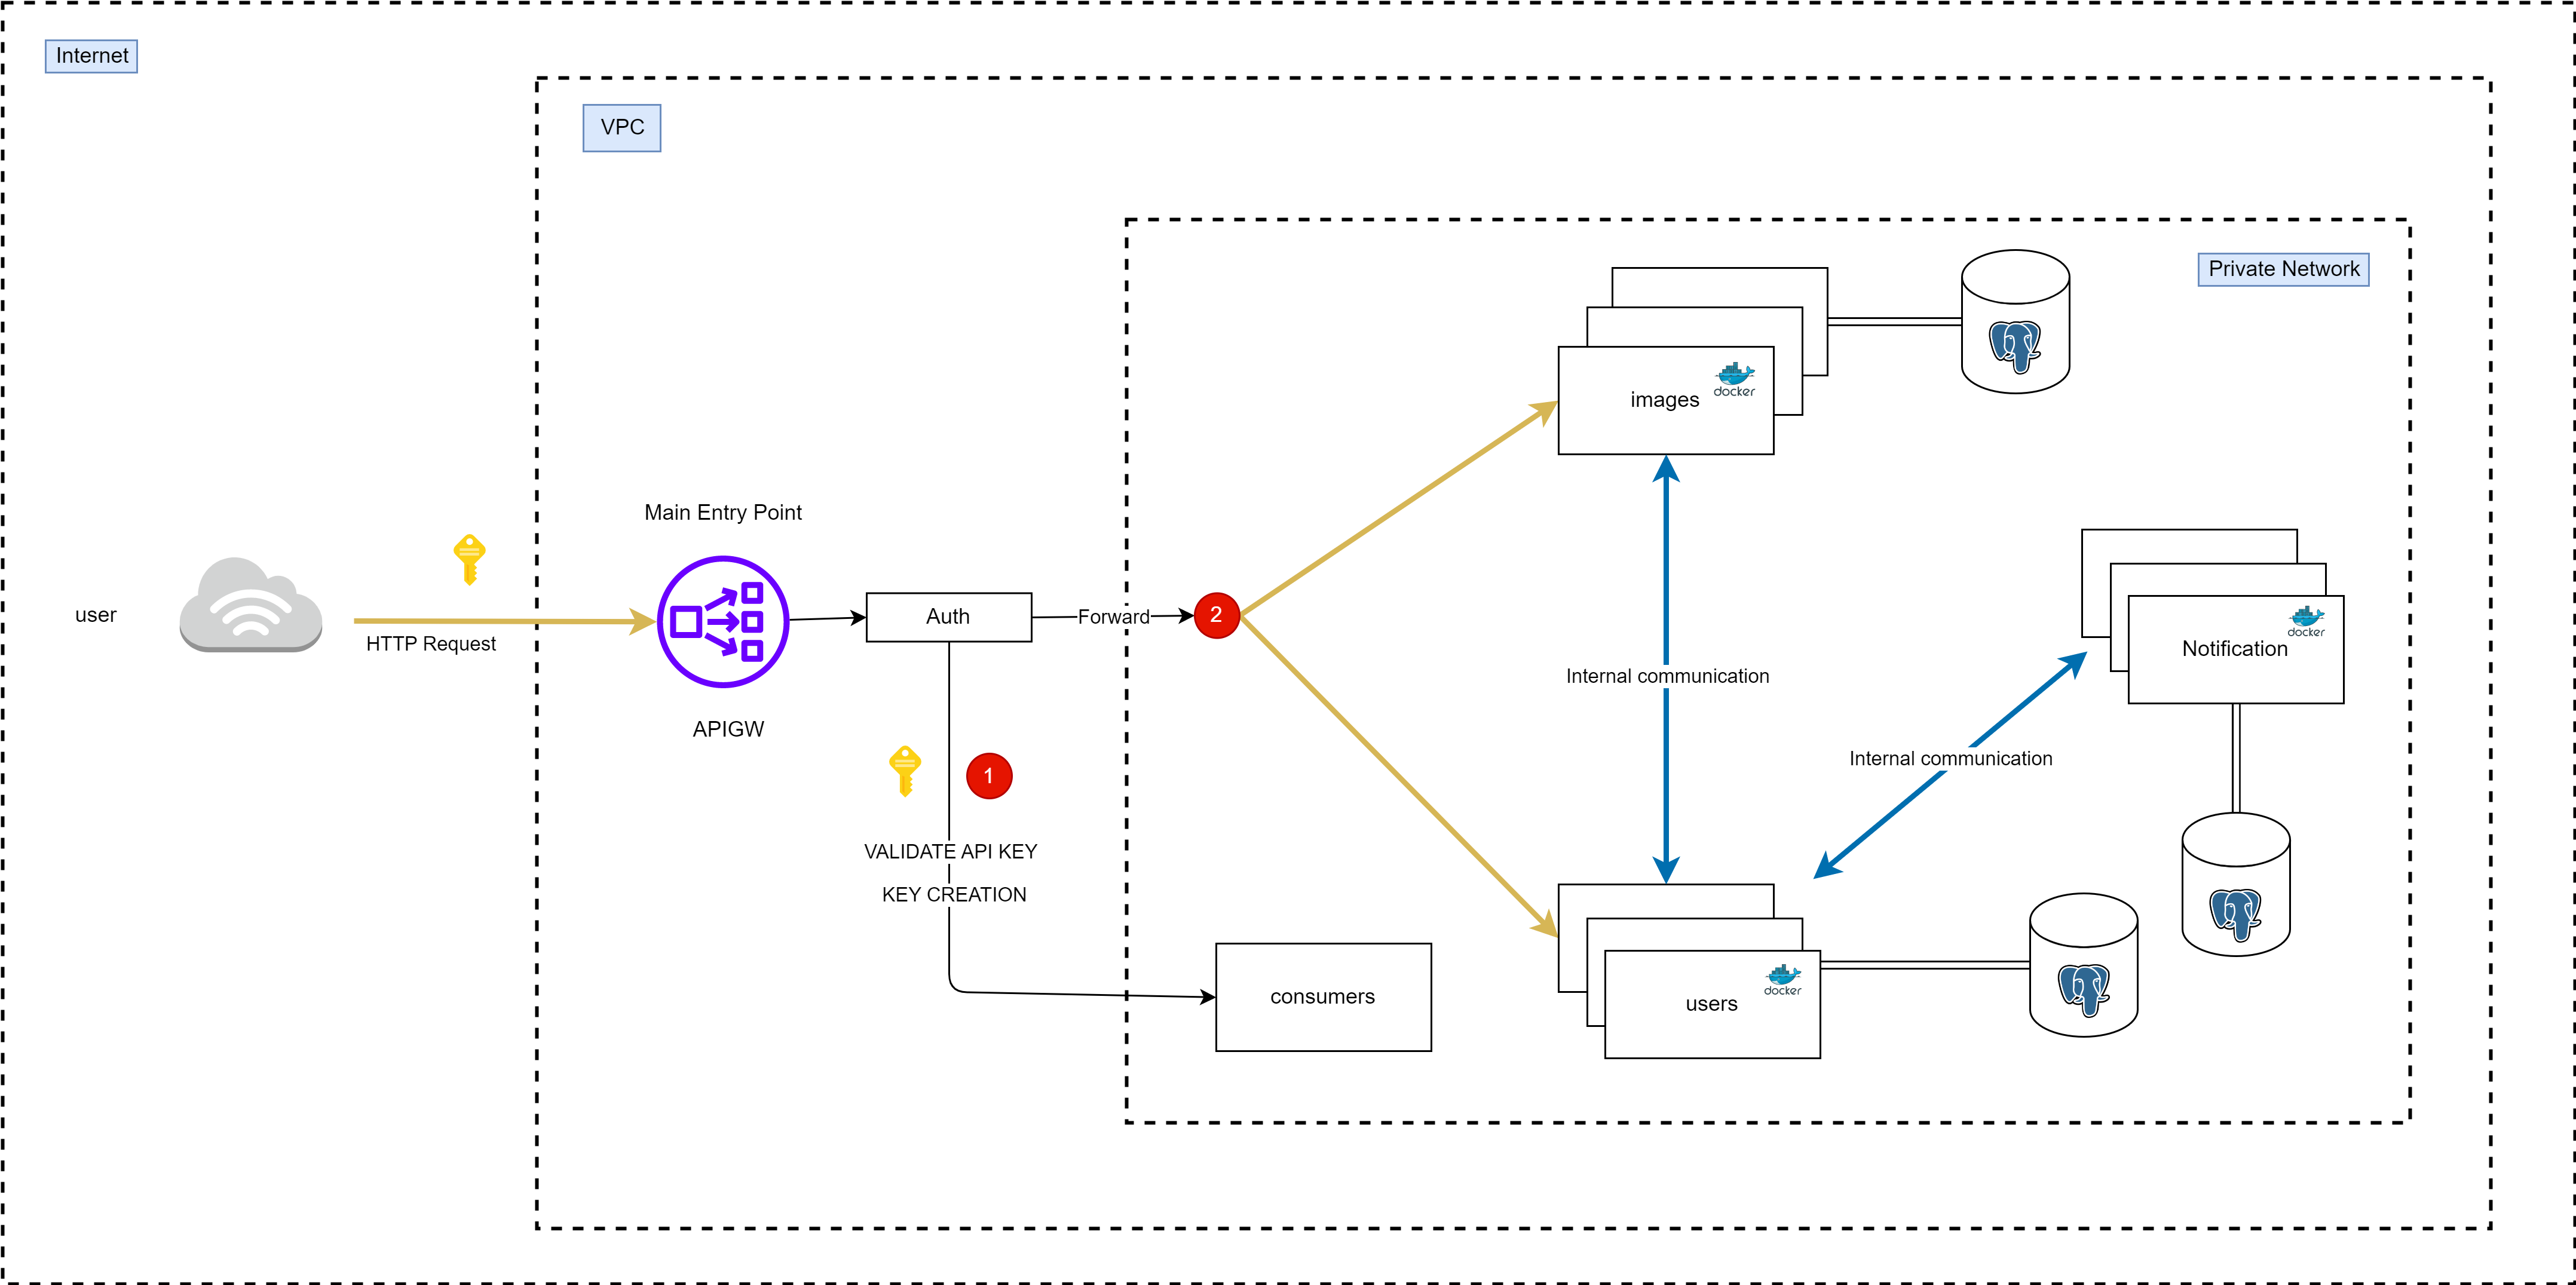 Internet
VPC
Private Network
docker
images
Main Entry Point
user
HTTP Request
Auth
Forward
2
docker
Notification
Internal communication
APIGW
Internal communication
1
VALIDATE API KEY
KEY CREATION
consumers
docker
users